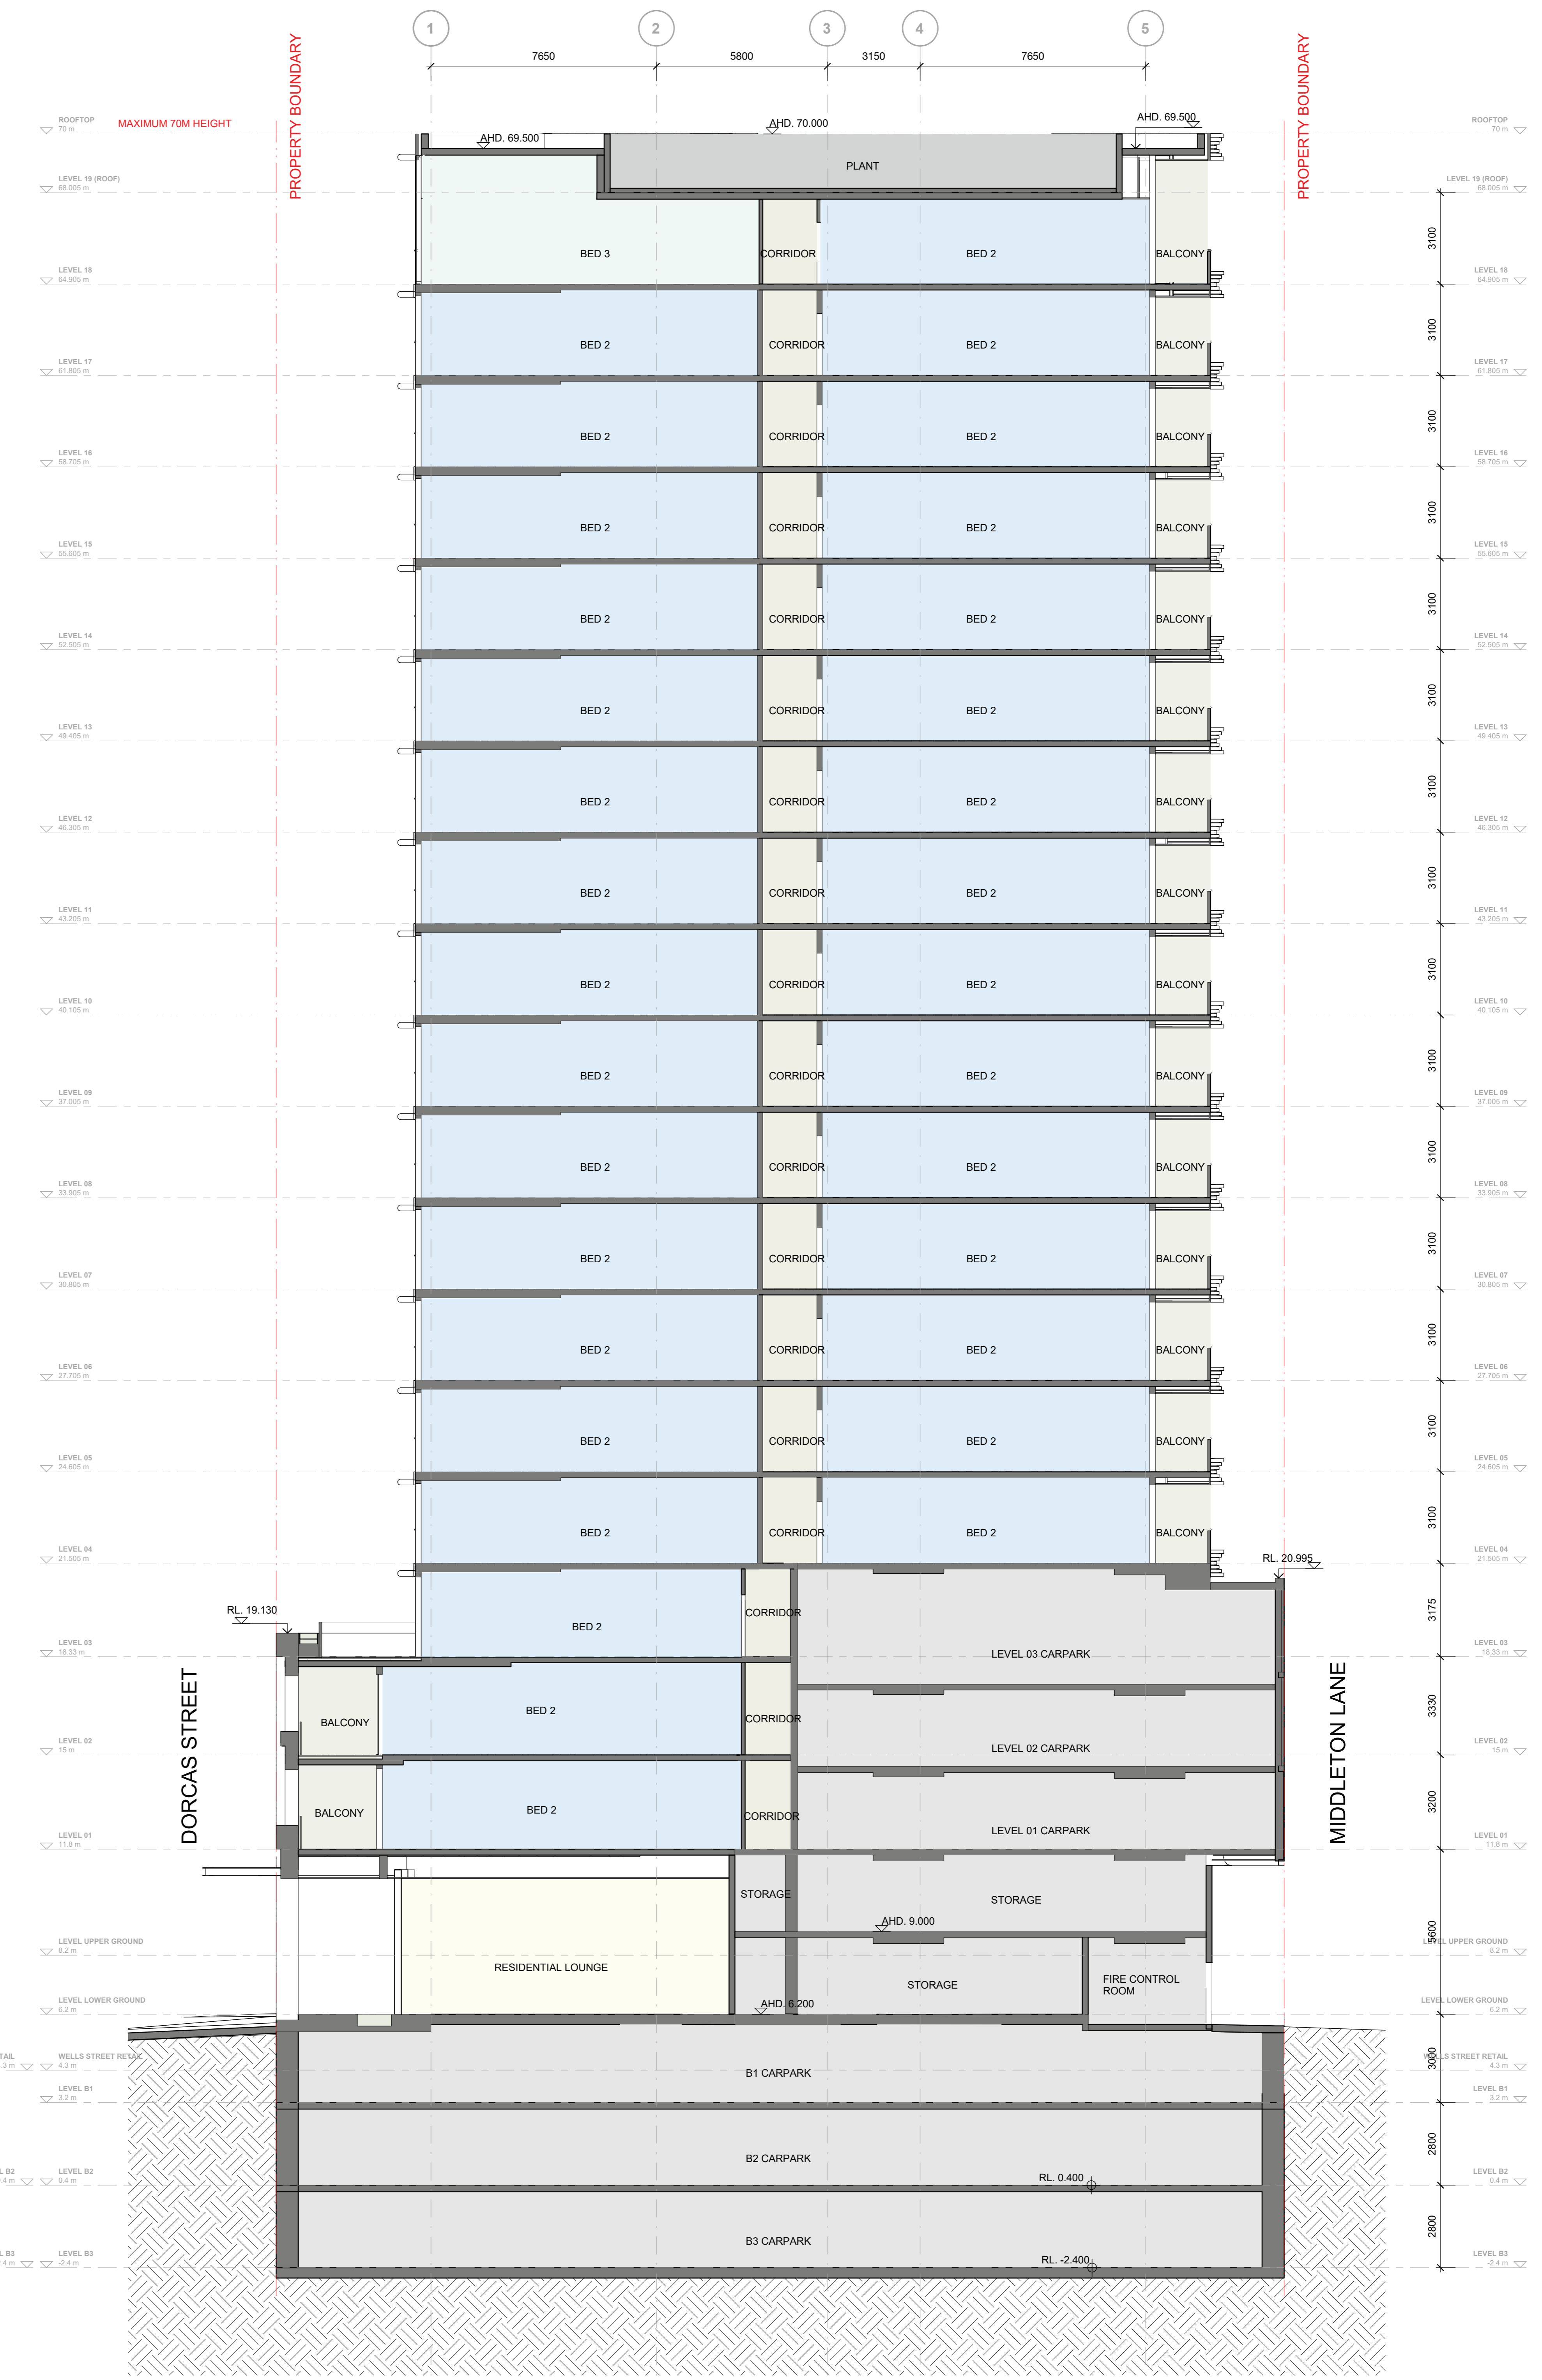 1 2 3 4 5
7650 5800 3150 7650
PROPERTY BOUNDARY
PROPERTY BOUNDARY
MAXIMUM 70M HEIGHT
ROOFTOP
70 m
AHD. 69.500
AHD. 70.000
AHD. 69.500
ROOFTOP
70 m
PLANT
LEVEL 19 (ROOF)
68.005 m
LEVEL 19 (ROOF)
68.005 m
3100
BED 3 CORRIDOR BED 2 BALCONY
LEVEL 18
64.905 m
LEVEL 18
64.905 m
3100
BED 2 CORRIDOR BED 2 BALCONY
LEVEL 17
61.805 m
LEVEL 17
61.805 m
3100
BED 2 CORRIDOR BED 2 BALCONY
LEVEL 16
58.705 m
LEVEL 16
58.705 m
3100
BED 2 CORRIDOR BED 2 BALCONY
LEVEL 15
55.605 m
LEVEL 15
55.605 m
3100
BED 2 CORRIDOR BED 2 BALCONY
LEVEL 14
52.505 m
LEVEL 14
52.505 m
3100
BED 2 CORRIDOR BED 2 BALCONY
LEVEL 13
49.405 m
LEVEL 13
49.405 m
3100
BED 2 CORRIDOR BED 2 BALCONY
LEVEL 12
46.305 m
LEVEL 12
46.305 m
3100
BED 2 CORRIDOR BED 2 BALCONY
LEVEL 11
43.205 m
LEVEL 11
43.205 m
3100
BED 2 CORRIDOR BED 2 BALCONY
LEVEL 10
40.105 m
LEVEL 10
40.105 m
3100
BED 2 CORRIDOR BED 2 BALCONY
LEVEL 09
37.005 m
LEVEL 09
37.005 m
3100
BED 2 CORRIDOR BED 2 BALCONY
LEVEL 08
33.905 m
LEVEL 08
33.905 m
3100
BED 2 CORRIDOR BED 2 BALCONY
LEVEL 07
30.805 m
LEVEL 07
30.805 m
3100
BED 2 CORRIDOR BED 2 BALCONY
LEVEL 06
27.705 m
LEVEL 06
27.705 m
3100
BED 2 CORRIDOR BED 2 BALCONY
LEVEL 05
24.605 m
LEVEL 05
24.605 m
3100
BED 2 CORRIDOR BED 2 BALCONY
LEVEL 04
21.505 m
LEVEL 04
21.505 m
RL. 20.995
3175
RL. 19.130
BED 2 CORRIDOR
LEVEL 03 CARPARK
LEVEL 03
18.33 m
LEVEL 03
18.33 m
3330
DORCAS STREET
MIDDLETON LANE
BALCONY BED 2 CORRIDOR
LEVEL 02 CARPARK
LEVEL 02
15 m
LEVEL 02
15 m
3200
BALCONY BED 2 CORRIDOR
LEVEL 01 CARPARK
LEVEL 01
11.8 m
LEVEL 01
11.8 m
STORAGE STORAGE
AHD. 9.000
5600
LEVEL UPPER GROUND
8.2 m
LEVEL UPPER GROUND
8.2 m
RESIDENTIAL LOUNGE
STORAGE
FIRE CONTROL
ROOM
LEVEL LOWER GROUND
6.2 m
AHD. 6.200
LEVEL LOWER GROUND
6.2 m
TAIL
.3 m
WELLS STREET RETAIL
4.3 m
WELLS STREET RETAIL
4.3 m
3000
B1 CARPARK
LEVEL B1
3.2 m
LEVEL B1
3.2 m
2800
B2 CARPARK
L B2
.4 m
LEVEL B2
0.4 m
RL. 0.400
LEVEL B2
0.4 m
2800
B3 CARPARK
L B3
.4 m
LEVEL B3
-2.4 m
RL. -2.400
LEVEL B3
-2.4 m